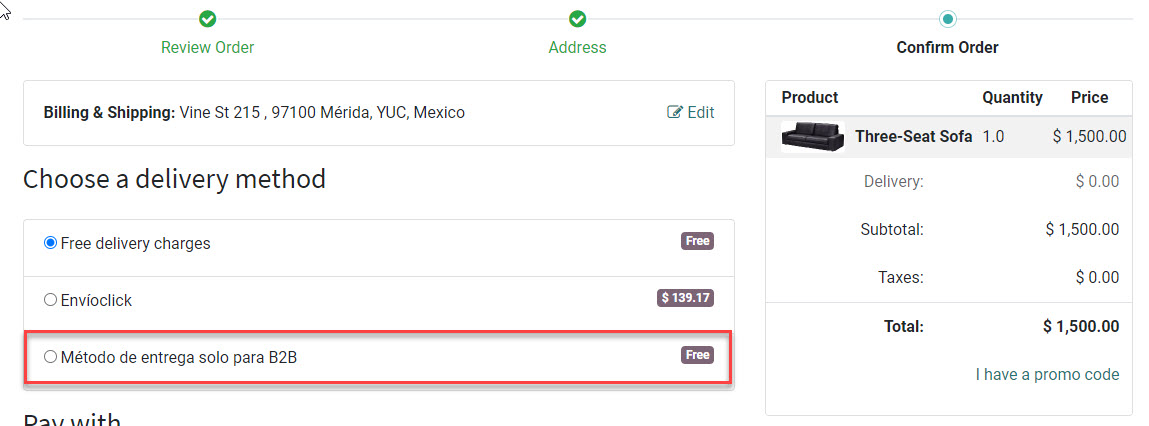 Review Order
Address
Confirm Order
Billing & Shipping: Vine St 215 , 97100 Mérida, YUC, Mexico
Edit
Choose a delivery method
Free delivery charges
Free
Envíoclick
$ 139.17
Método de entrega solo para B2B
Free
Pay with
Product Quantity Price
Three-Seat Sofa 1.0 $ 1,500.00
Delivery: $ 0.00
Subtotal: $ 1,500.00
Taxes: $ 0.00
Total: $ 1,500.00
I have a promo code